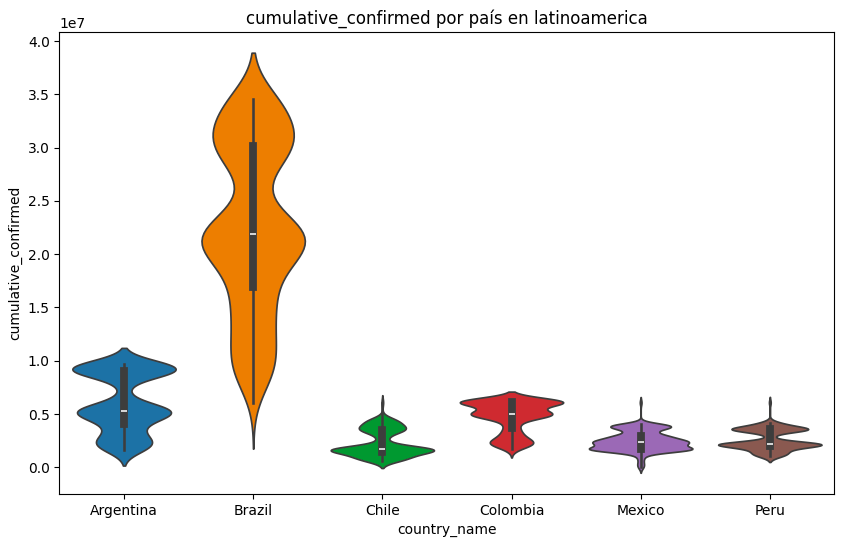 cumulative_confirmed por país en latinoamerica
1e7
4.0
3.5
3.0
2.5
2.0
1.5
1.0
0.5
0.0
cumulative_confirmed
Argentina Brazil Chile Colombia Mexico Peru
country_name